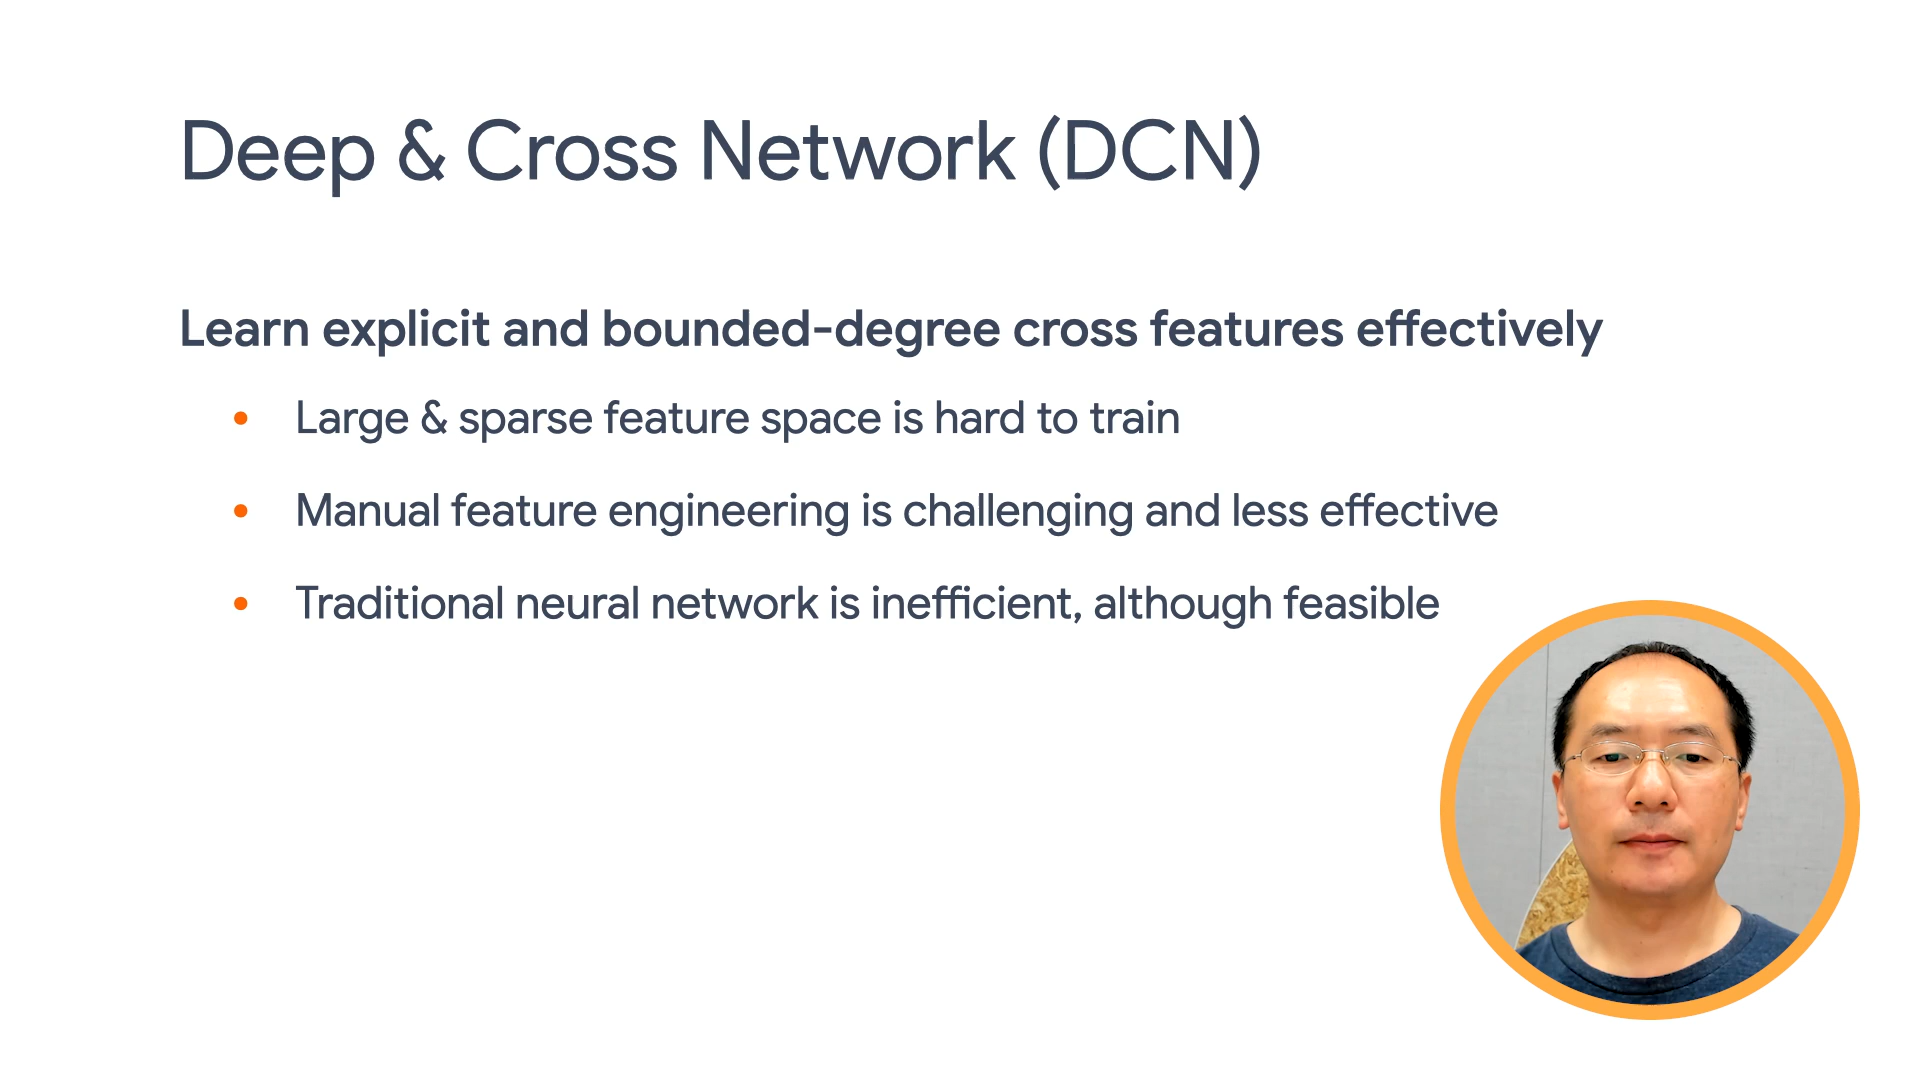 Deep & Cross Network (DCN)
Learn explicit and bounded-degree cross features effectively
• Large & sparse feature space is hard to train
• Manual feature engineering is challenging and less effective
• Traditional neural network is inefficient, although feasible